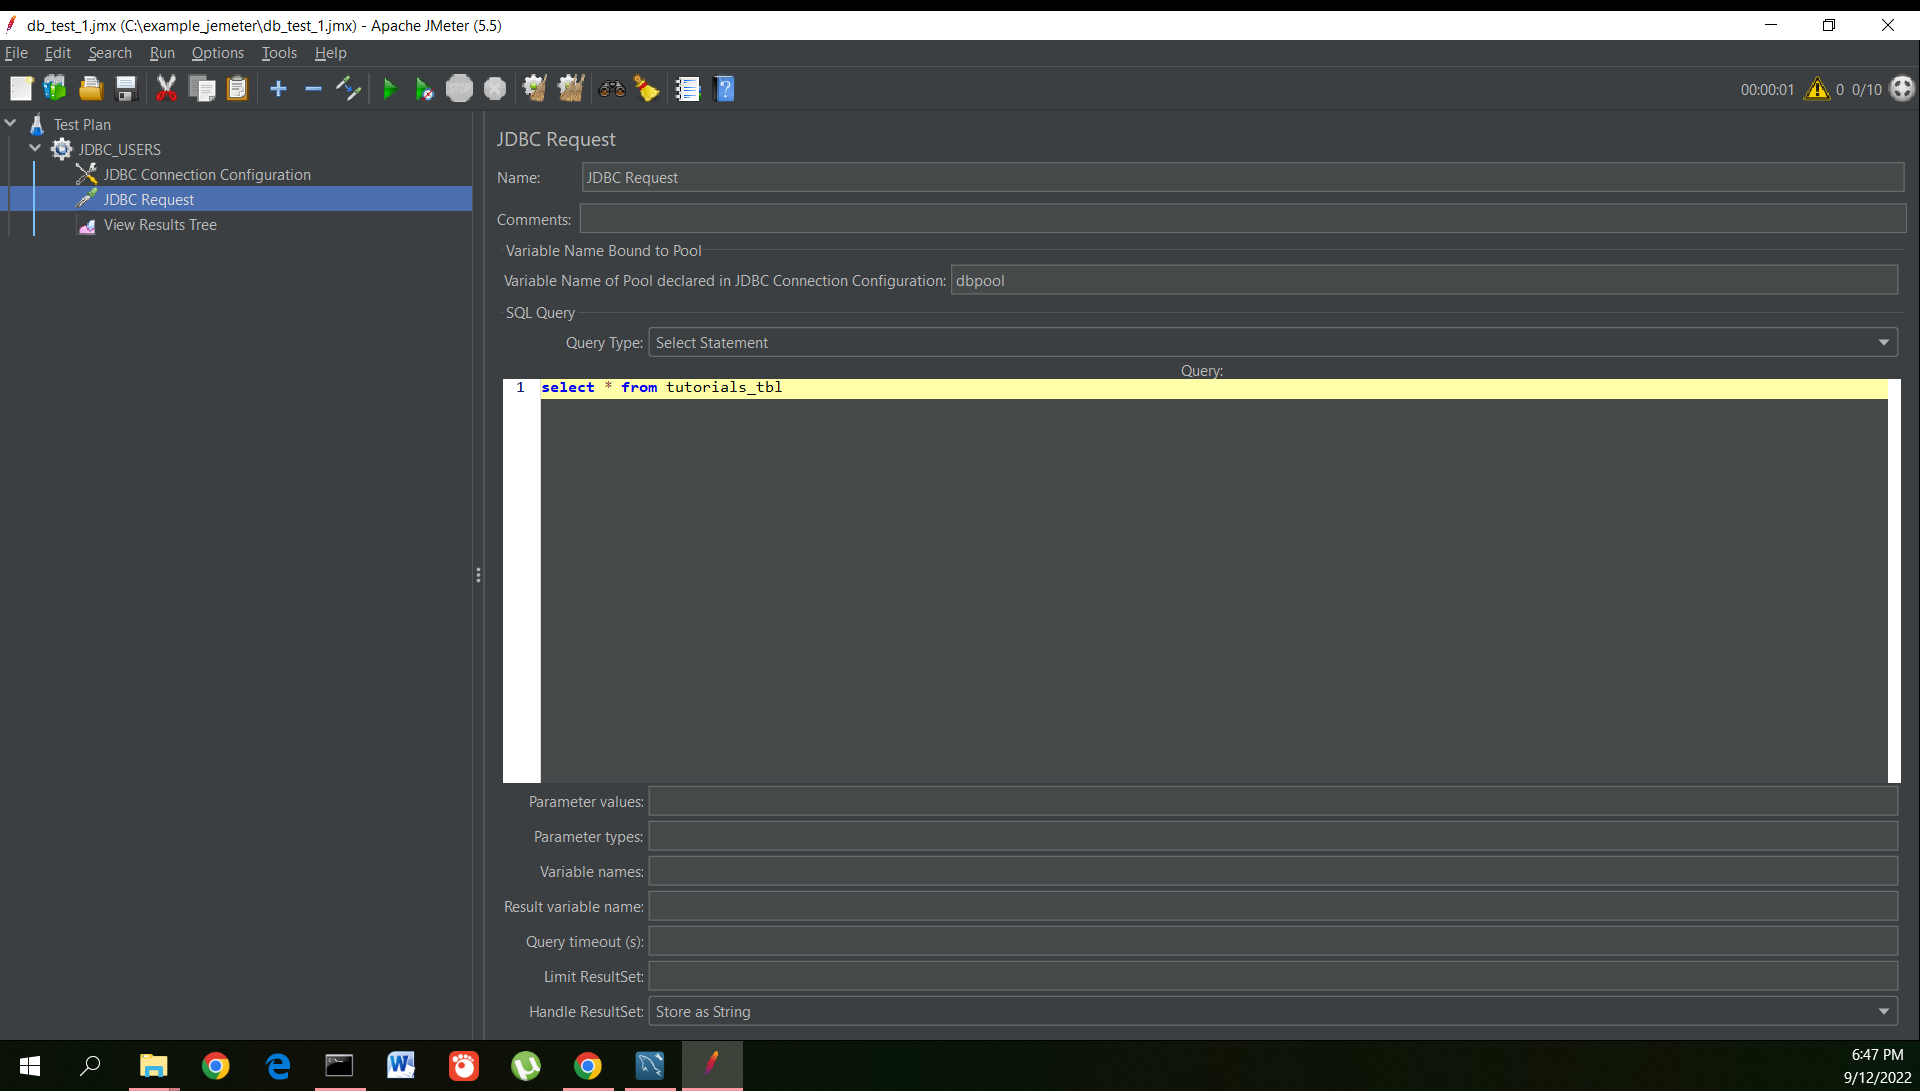 db_test_1.jmx (C:\example_jemeter\db_test_1.jmx) - Apache JMeter (5.5)
File Edit Search Run Options Tools Help
STOP
?
00:00:01 0 0/10
Test Plan
JDBC_USERS
JDBC Connection Configuration
JDBC Request
View Results Tree
JDBC Request
Name: JDBC Request
Comments:
Variable Name Bound to Pool
Variable Name of Pool declared in JDBC Connection Configuration: dbpool
SQL Query
Query Type: Select Statement
Query:
1 select * from tutorials_tbl
Parameter values:
Parameter types:
Variable names:
Result variable name:
Query timeout (s):
Limit ResultSet:
Handle ResultSet: Store as String
6:47 PM
9/12/2022